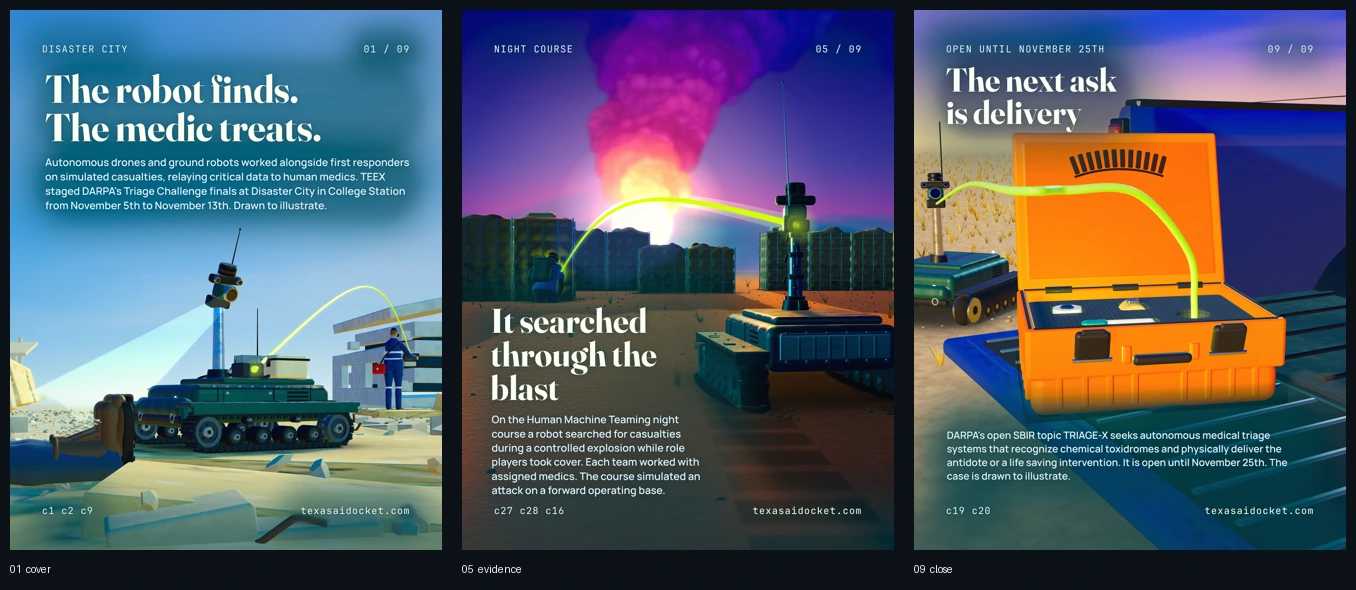 DISASTER CITY
01 / 09
The robot finds.
The medic treats.
Autonomous drones and ground robots worked alongside first responders
on simulated casualties, relaying critical data to human medics. TEEX
staged DARPA's Triage Challenge finals at Disaster City in College Station
from November 5th to November 13th. Drawn to illustrate.
c1 c2 c9
texasaidocket.com
01 cover
NIGHT COURSE
05 / 09
It searched
through the
blast
On the Human Machine Teaming night
course a robot searched for casualties
during a controlled explosion while role
players took cover. Each team worked with
assigned medics. The course simulated an
attack on a forward operating base.
c27 c28 c16
texasaidocket.com
05 evidence
OPEN UNTIL NOVEMBER 25TH
09 / 09
The next ask
is delivery
DARPA's open SBIR topic TRIAGE-X seeks autonomous medical triage
systems that recognize chemical toxidromes and physically deliver the
antidote or a life saving intervention. It is open until November 25th. The
case is drawn to illustrate.
c19 c20
texasaidocket.com
09 close